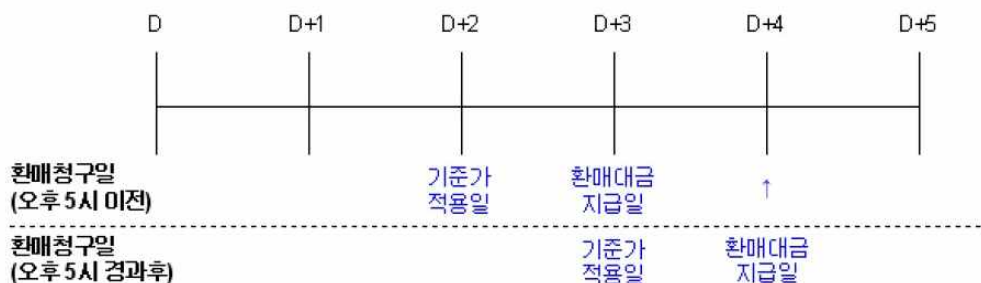 D D+1 D+2 D+3 D+4 D+5
환매청구일
(오후 5시 이전)
기준가
적용일
환매대금
지급일
↑
환매청구일
(오후 5시 경과후)
기준가
적용일
환매대금
지급일